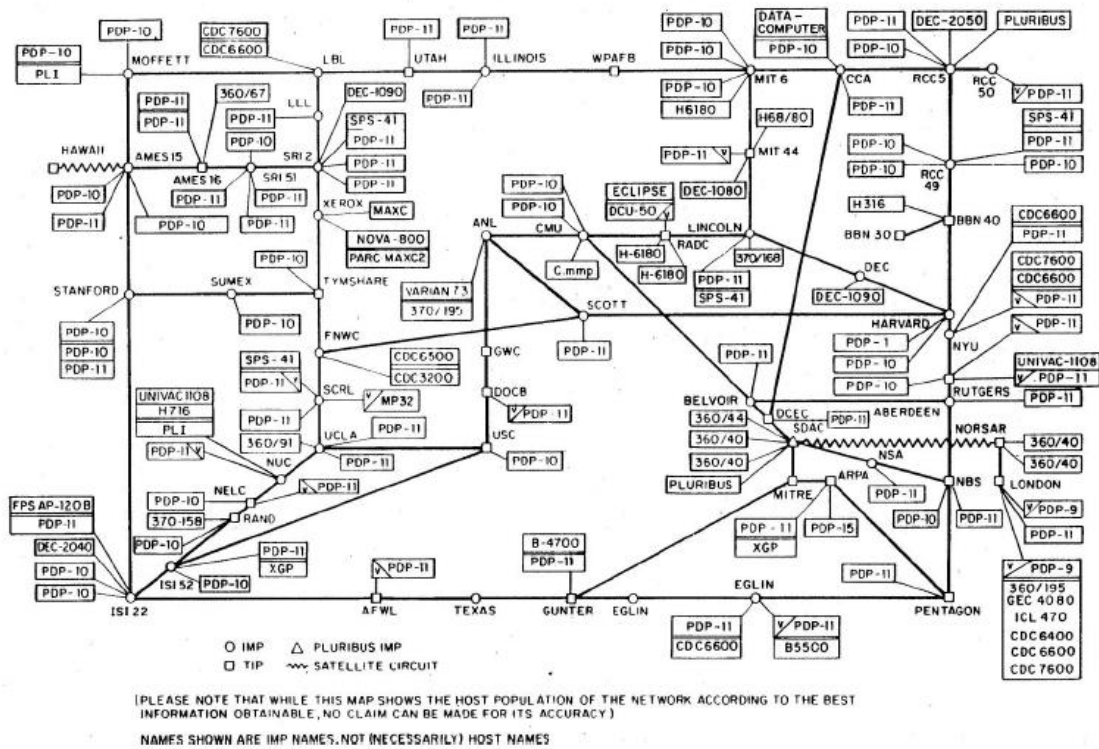 PDP-10
PDP-10
PLI
MOFFETT
CDC7600
CDC6600
LBL
PDP-11
UTAH
PDP-11
ILLINOIS
PDP-11
WPAFB
PDP-10
PDP-10
PDP-10
H6180
MIT 6
DATA-
COMPUTER
PDP-10
CCA
PDP-11
PDP-11
PDP-10
DEC-2050
PLURIBUS
RCC5
RCC
50
V PDP-11
LLL
PDP-11
DEC-1090
SPS-41
PDP-11
PDP-11
PDP-11
SRI 2
PDP-11
PDP-11
360/67
PDP-10
HAWAII
AMES15
AMES16
SRI 51
PDP-11
PDP-11
PDP-10
PDP-11
PDP-10
H68/80
PDP-11 V
MIT 44
DEC-1080
PDP-10
PDP-10
SPS-41
PDP-11
PDP-10
RCC
49
XEROX
MAXC
NOVA-800
PARC MAXC2
ANL
PDP-10
PDP-10
CMU
C.mmp
ECLIPSE
DCU-50 V
RADC
H-6180
H-6180
LINCOLN
370/168
PDP-11
SPS-41
H316
BBN 40
BBN 30
DEC
DEC-1090
CDC6600
PDP-11
CDC7600
CDC6600
V PDP-11
V PDP-11
STANFORD
SUMEX
PDP-10
TYMSHARE
PDP-10
PDP-10
PDP-10
PDP-11
VARIAN 73
370/195
SCOTT
PDP-11
HARVARD
NYU
PDP-1
PDP-10
PDP-10
FNWC
CDC6500
CDC3200
GWC
SPS-41
PDP-11 V
SCRL
V MP32
PDP-11
DOCB
V PDP-11
PDP-11
BELVOIR
DCEC
PDP-11
ABERDEEN
UNIVAC-1108
V PDP-11
RUTGERS
PDP-11
UNIVAC1108
H716
PLI
PDP-11 V
360/91
UCLA
PDP-11
USC
PDP-10
360/44
360/40
360/40
PLURIBUS
SDAC
NORSAR
360/40
360/40
NSA
PDP-11
NUC
NELC
PDP-10
V PDP-11
370-158
RAND
PDP-10
MITRE
ARPA
PDP-11
XGP
PDP-15
NBS
PDP-10
PDP-11
LONDON
V PDP-9
PDP-11
FPS AP-120B
PDP-11
DEC-2040
PDP-10
PDP-10
ISI 22
ISI 52
PDP-11
XGP
PDP-10
V PDP-11
AFWL
TEXAS
B-4700
PDP-11
GUNTER
EGLIN
EGLIN
PDP-11
CDC6600
V PDP-11
B5500
PDP-11
PENTAGON
V PDP-9
360/195
GEC 4080
ICL 470
CDC6400
CDC6600
CDC7600
IMP
PLURIBUS IMP
TIP
SATELLITE CIRCUIT
(PLEASE NOTE THAT WHILE THIS MAP SHOWS THE HOST POPULATION OF THE NETWORK ACCORDING TO THE BEST
INFORMATION OBTAINABLE, NO CLAIM CAN BE MADE FOR ITS ACCURACY)
NAMES SHOWN ARE IMP NAMES, NOT (NECESSARILY) HOST NAMES